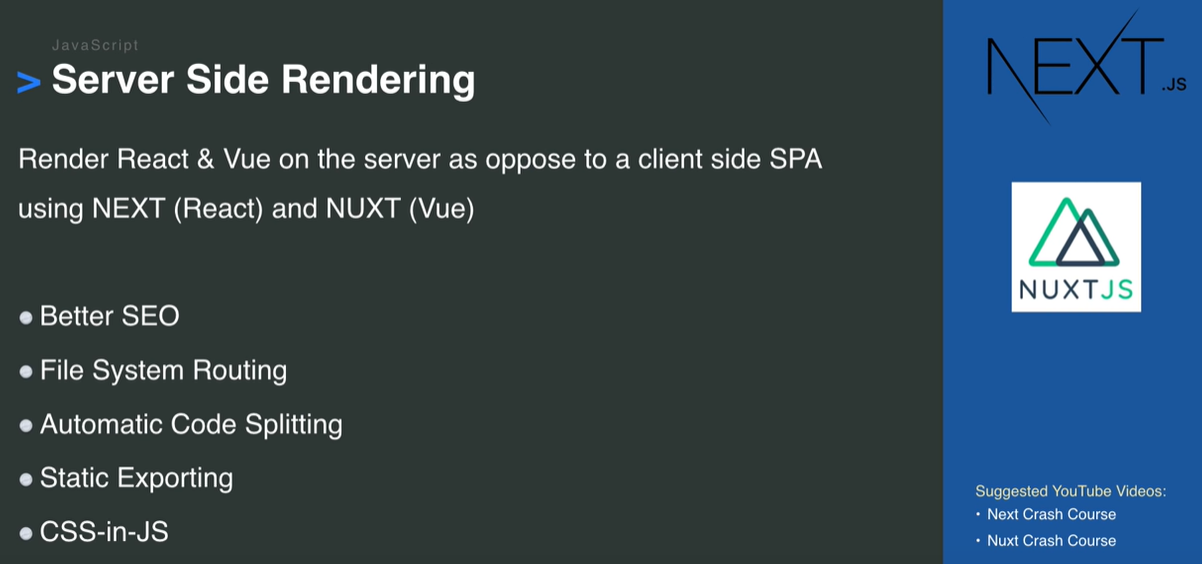 JavaScript
> Server Side Rendering
Render React & Vue on the server as oppose to a client side SPA
using NEXT (React) and NUXT (Vue)
● Better SEO
● File System Routing
● Automatic Code Splitting
● Static Exporting
● CSS-in-JS
NEXT.JS
NUXTJS
Suggested YouTube Videos:
• Next Crash Course
• Nuxt Crash Course